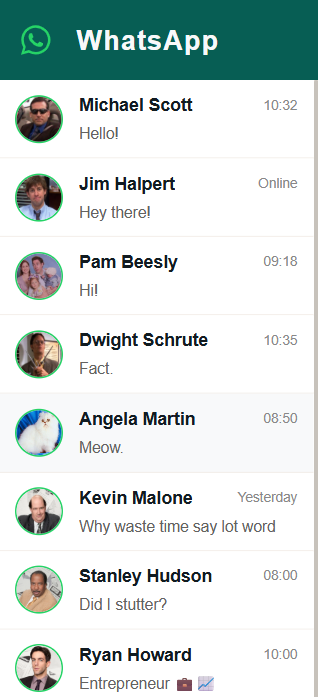 WhatsApp
Michael Scott 10:32
Hello!
Jim Halpert Online
Hey there!
Pam Beesly 09:18
Hi!
Dwight Schrute 10:35
Fact.
Angela Martin 08:50
Meow.
Kevin Malone Yesterday
Why waste time say lot word
Stanley Hudson 08:00
Did I stutter?
Ryan Howard 10:00
Entrepreneur 💼 📈